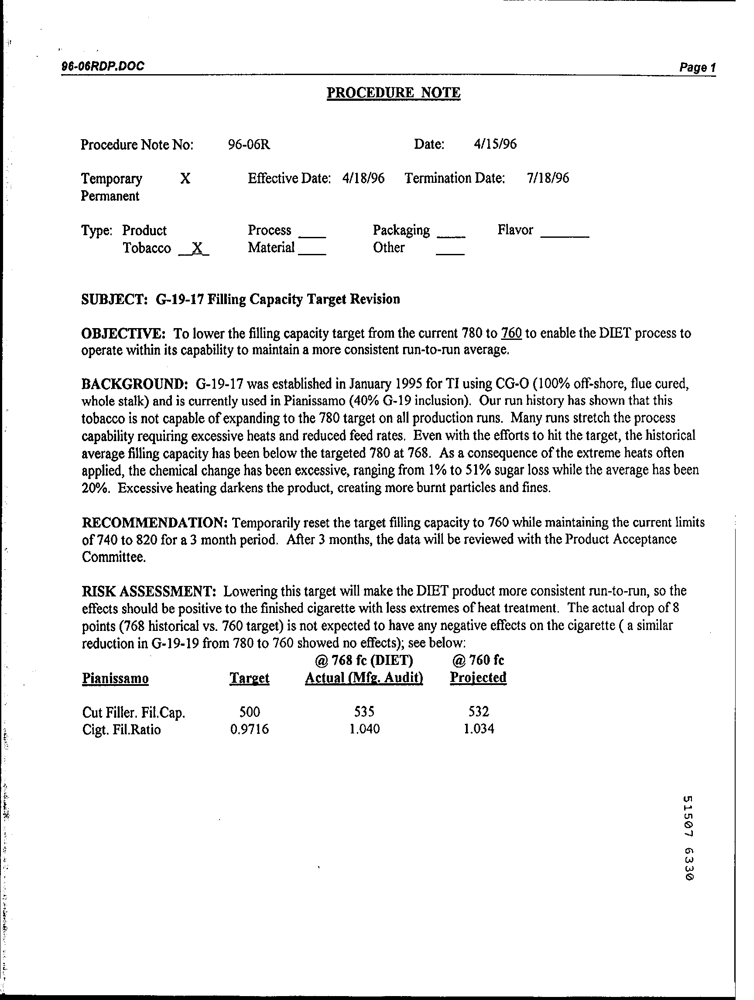 96-06RDP.DOC Page 1
PROCEDURE NOTE
Procedure Note No: 96-06R Date: 4/15/96
Temporary X Effective Date: 4/18/96 Termination Date: 7/18/96
Permanent
Type: Product Process ____ Packaging ____ Flavor ____
Tobacco X Material ____ Other ____
SUBJECT: G-19-17 Filling Capacity Target Revision
OBJECTIVE: To lower the filling capacity target from the current 780 to 760 to enable the DIET process to
operate within its capability to maintain a more consistent run-to-run average.
BACKGROUND: G-19-17 was established in January 1995 for TI using CG-O (100% off-shore, flue cured,
whole stalk) and is currently used in Pianissamo (40% G-19 inclusion). Our run history has shown that this
tobacco is not capable of expanding to the 780 target on all production runs. Many runs stretch the process
capability requiring excessive heats and reduced feed rates. Even with the efforts to hit the target, the historical
average filling capacity has been below the targeted 780 at 768. As a consequence of the extreme heats often
applied, the chemical change has been excessive, ranging from 1% to 51% sugar loss while the average has been
20%. Excessive heating darkens the product, creating more burnt particles and fines.
RECOMMENDATION: Temporarily reset the target filling capacity to 760 while maintaining the current limits
of 740 to 820 for a 3 month period. After 3 months, the data will be reviewed with the Product Acceptance
Committee.
RISK ASSESSMENT: Lowering this target will make the DIET product more consistent run-to-run, so the
effects should be positive to the finished cigarette with less extremes of heat treatment. The actual drop of 8
points (768 historical vs. 760 target) is not expected to have any negative effects on the cigarette ( a similar
reduction in G-19-19 from 780 to 760 showed no effects); see below:
@ 768 fc (DIET) @ 760 fc
Pianissamo Target Actual (Mfg. Audit) Projected
Cut Filler. Fil.Cap. 500 535 532
Cigt. Fil.Ratio 0.9716 1.040 1.034
51507 6330